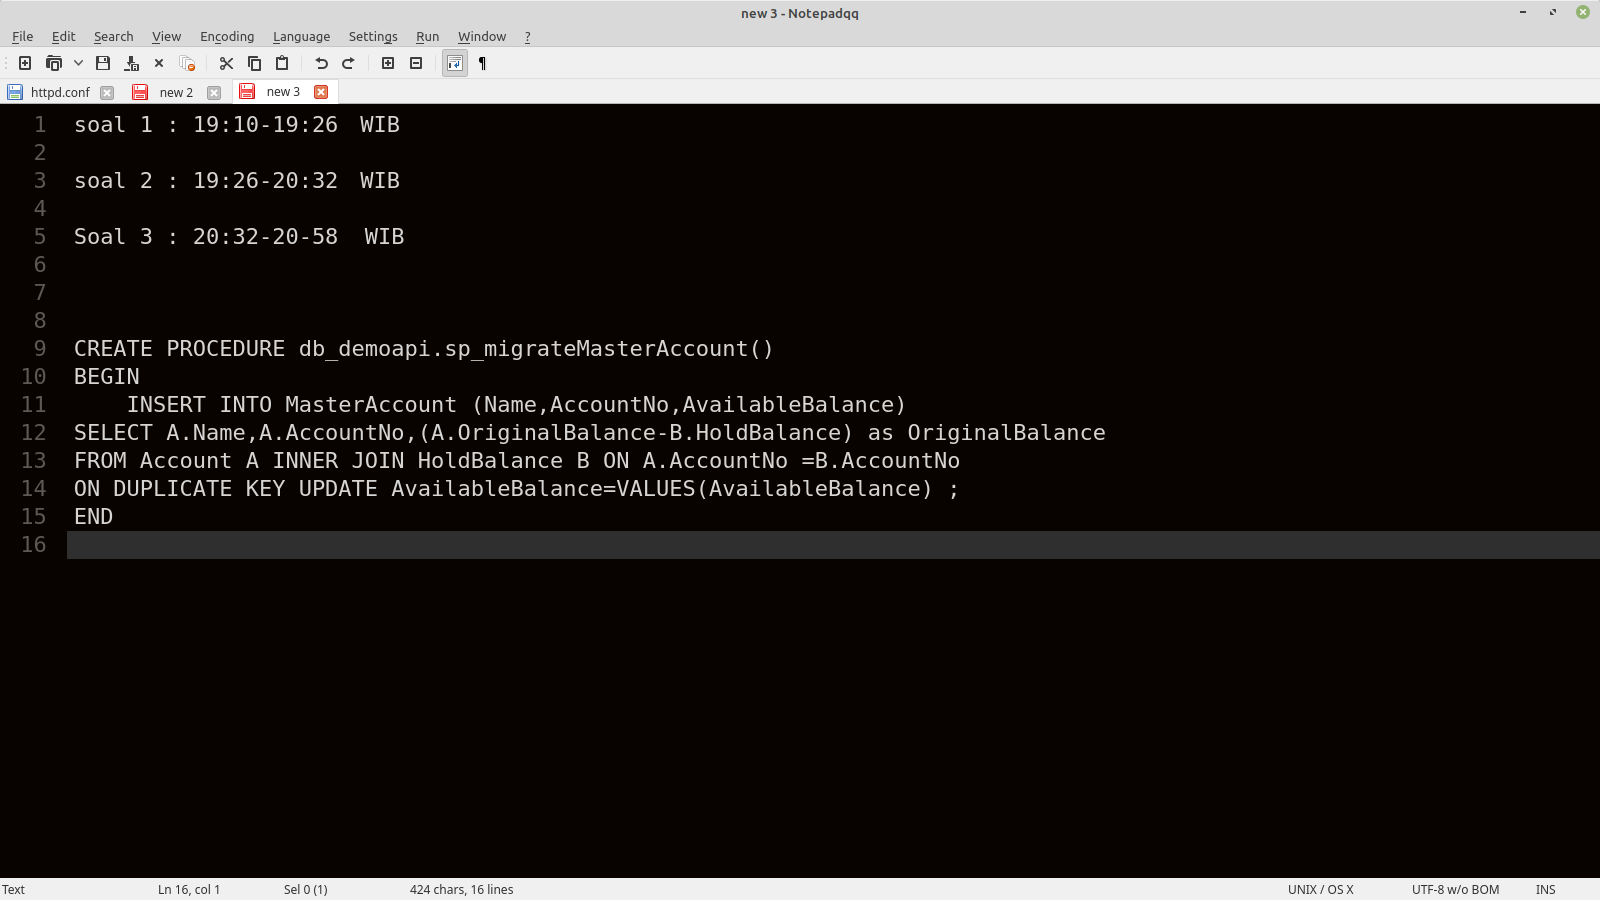 new 3 - Notepadqq
File Edit Search View Encoding Language Settings Run Window ?
httpd.conf new 2 new 3
1 soal 1 : 19:10-19:26 WIB
2
3 soal 2 : 19:26-20:32 WIB
4
5 Soal 3 : 20:32-20-58 WIB
6
7
8
9 CREATE PROCEDURE db_demoapi.sp_migrateMasterAccount()
10 BEGIN
11 INSERT INTO MasterAccount (Name,AccountNo,AvailableBalance)
12 SELECT A.Name,A.AccountNo,(A.OriginalBalance-B.HoldBalance) as OriginalBalance
13 FROM Account A INNER JOIN HoldBalance B ON A.AccountNo =B.AccountNo
14 ON DUPLICATE KEY UPDATE AvailableBalance=VALUES(AvailableBalance) ;
15 END
16
Text Ln 16, col 1 Sel 0 (1) 424 chars, 16 lines UNIX / OS X UTF-8 w/o BOM INS